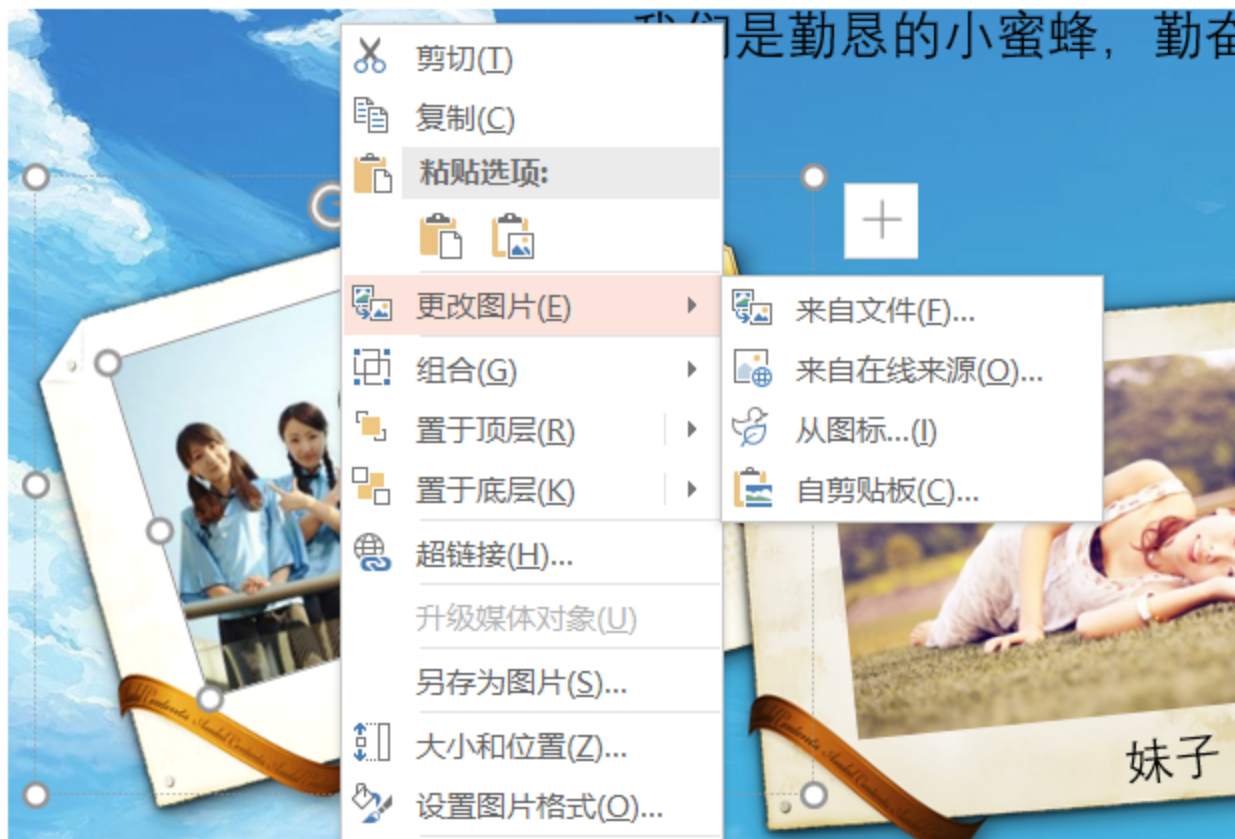 我们是勤恳的小蜜蜂，勤奋
剪切(T)
复制(C)
粘贴选项:
更改图片(E)
组合(G)
置于顶层(R)
置于底层(K)
超链接(H)...
升级媒体对象(U)
另存为图片(S)...
大小和位置(Z)...
设置图片格式(O)...
来自文件(F)...
来自在线来源(O)...
从图标...(I)
自剪贴板(C)...
妹子